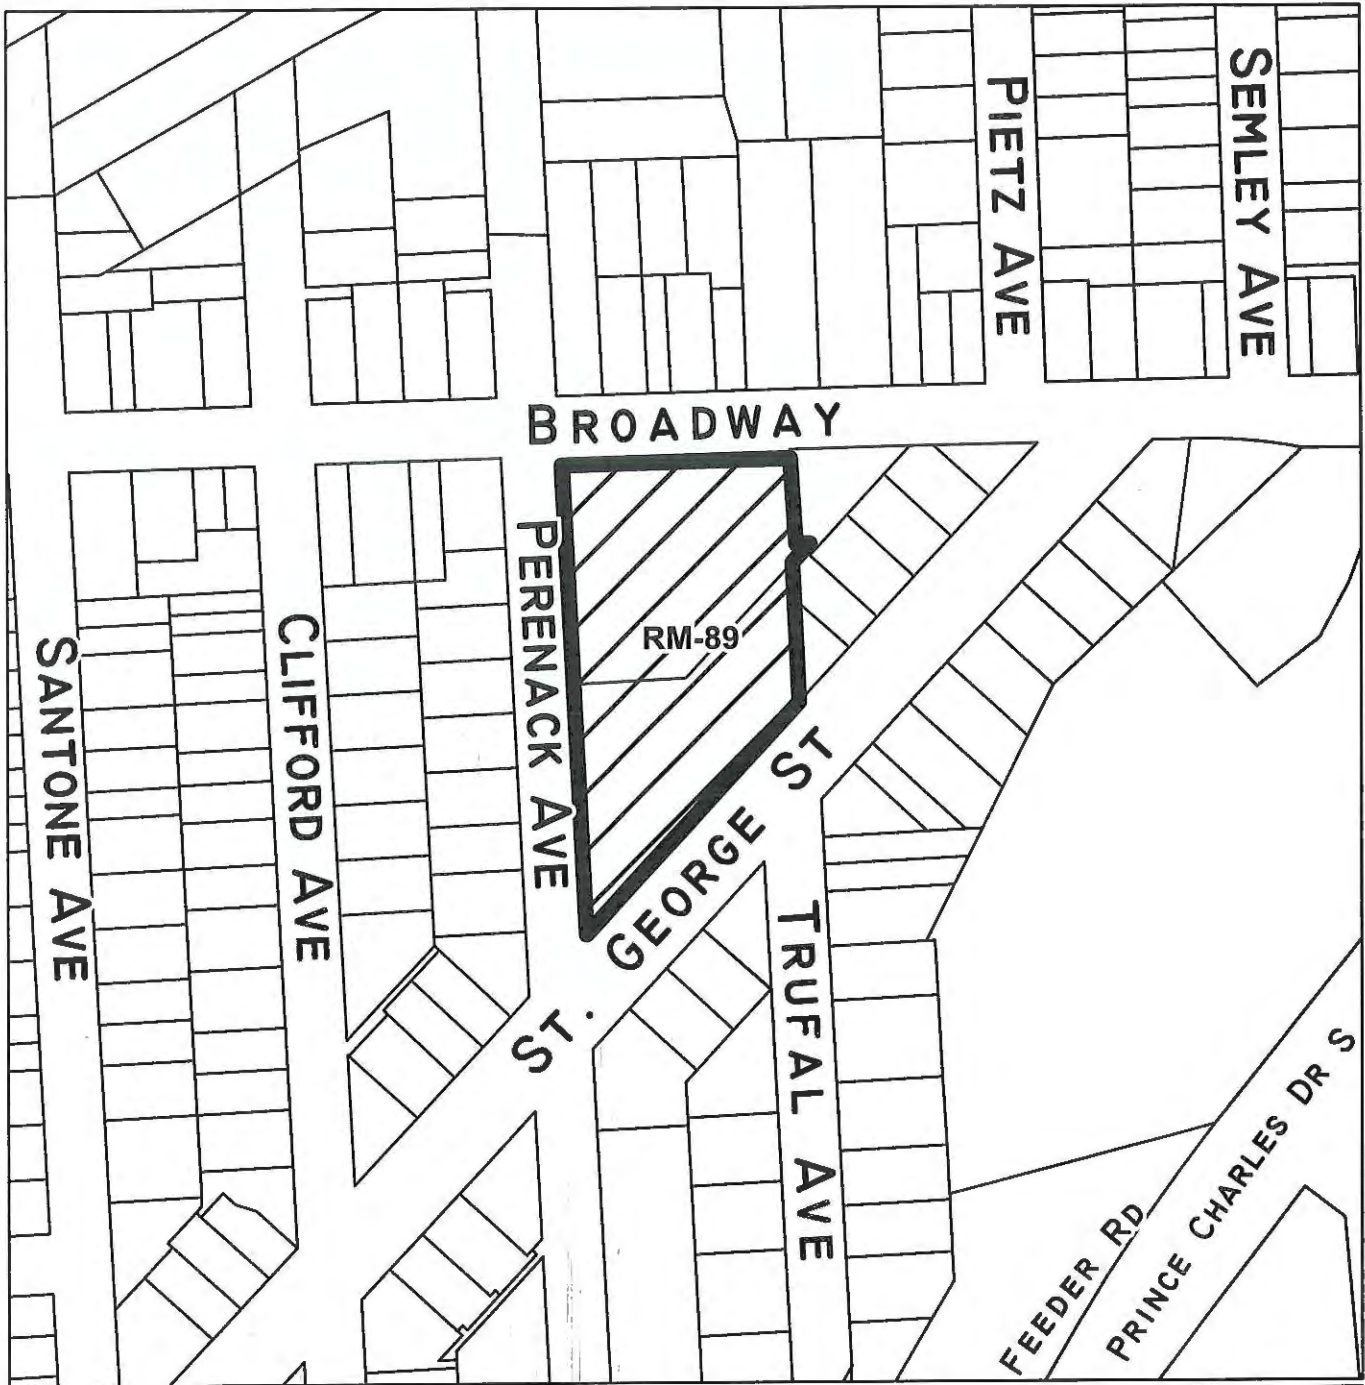 PIETZ AVE
SEMLEY AVE
BROADWAY
PERENACK AVE
RM-89
CLIFFORD AVE
SANTONE AVE
ST. GEORGE ST
TRUFAL AVE
FEEDER RD
PRINCE CHARLES DR S